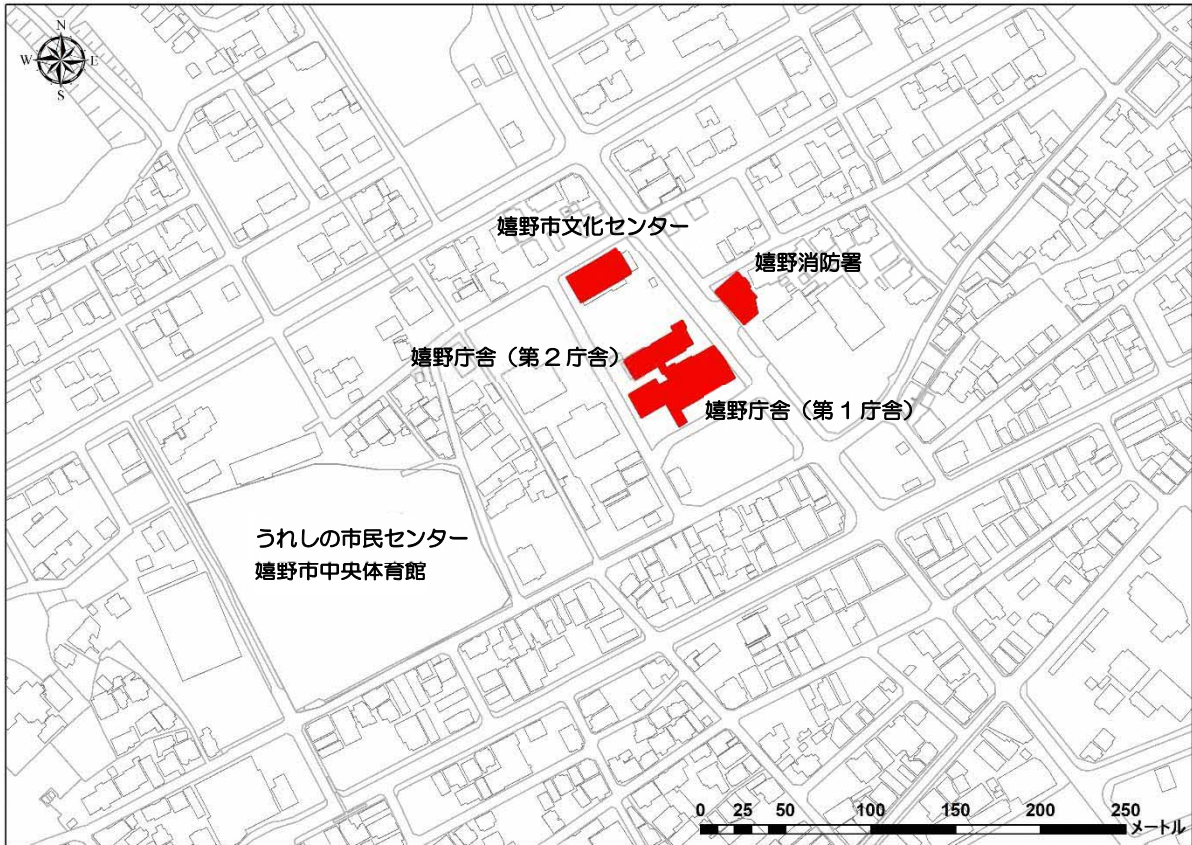 N
W E
S
嬉野市文化センター
嬉野消防署
嬉野庁舎（第２庁舎）
嬉野庁舎（第１庁舎）
うれしの市民センター
嬉野市中央体育館
0 25 50 100 150 200 250
メートル